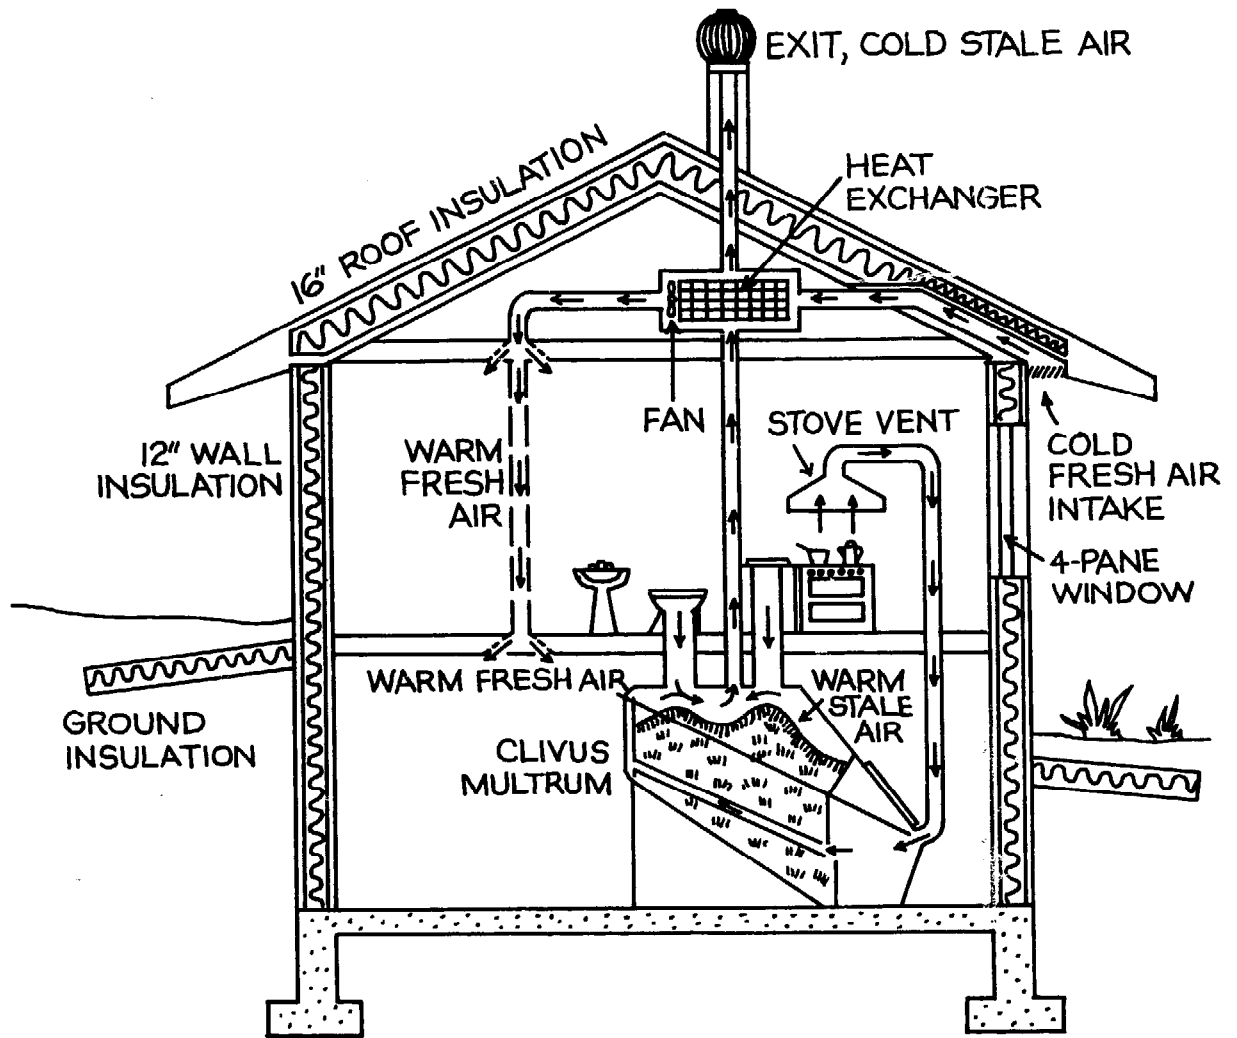 EXIT, COLD STALE AIR
16" ROOF INSULATION
HEAT
EXCHANGER
FAN
STOVE VENT
12" WALL
INSULATION
WARM
FRESH
AIR
COLD
FRESH AIR
INTAKE
4-PANE
WINDOW
WARM FRESH AIR
WARM
STALE
AIR
GROUND
INSULATION
CLIVUS
MULTRUM